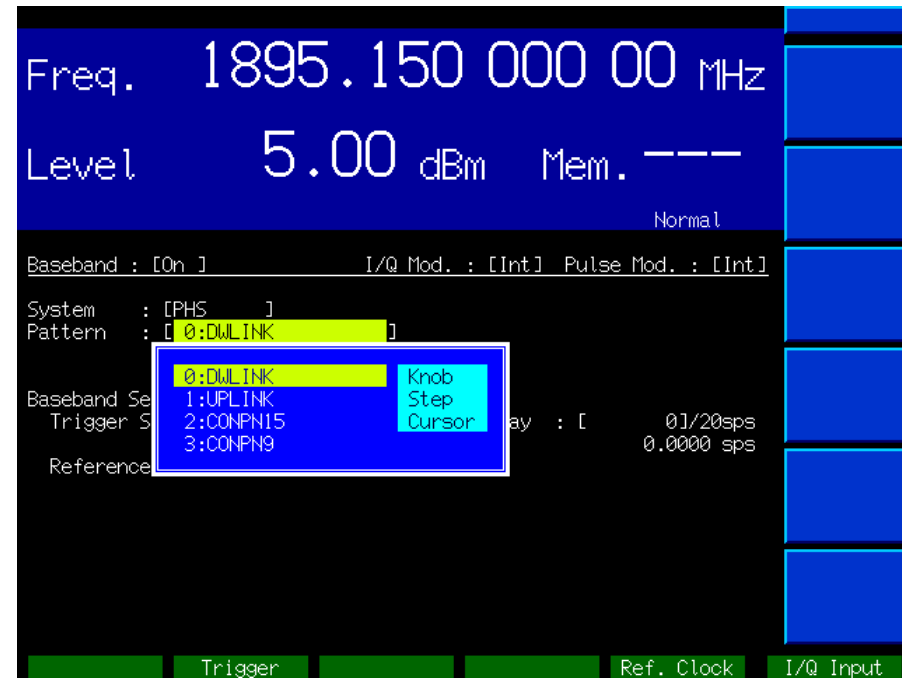 Freq. 1895.150 000 00 MHz
Level 5.00 dBm Mem. ---
Normal
Baseband : [On ] I/Q Mod. : [Int] Pulse Mod. : [Int]
System : [PHS ]
Pattern : [ 0:DWLINK ]
0:DWLINK Knob
Baseband Se 1:UPLINK Step
Trigger S 2:CONPN15 Cursor ay : [ 0]/20sps
3:CONPN9 0.0000 sps
Reference
Trigger Ref. Clock I/Q Input